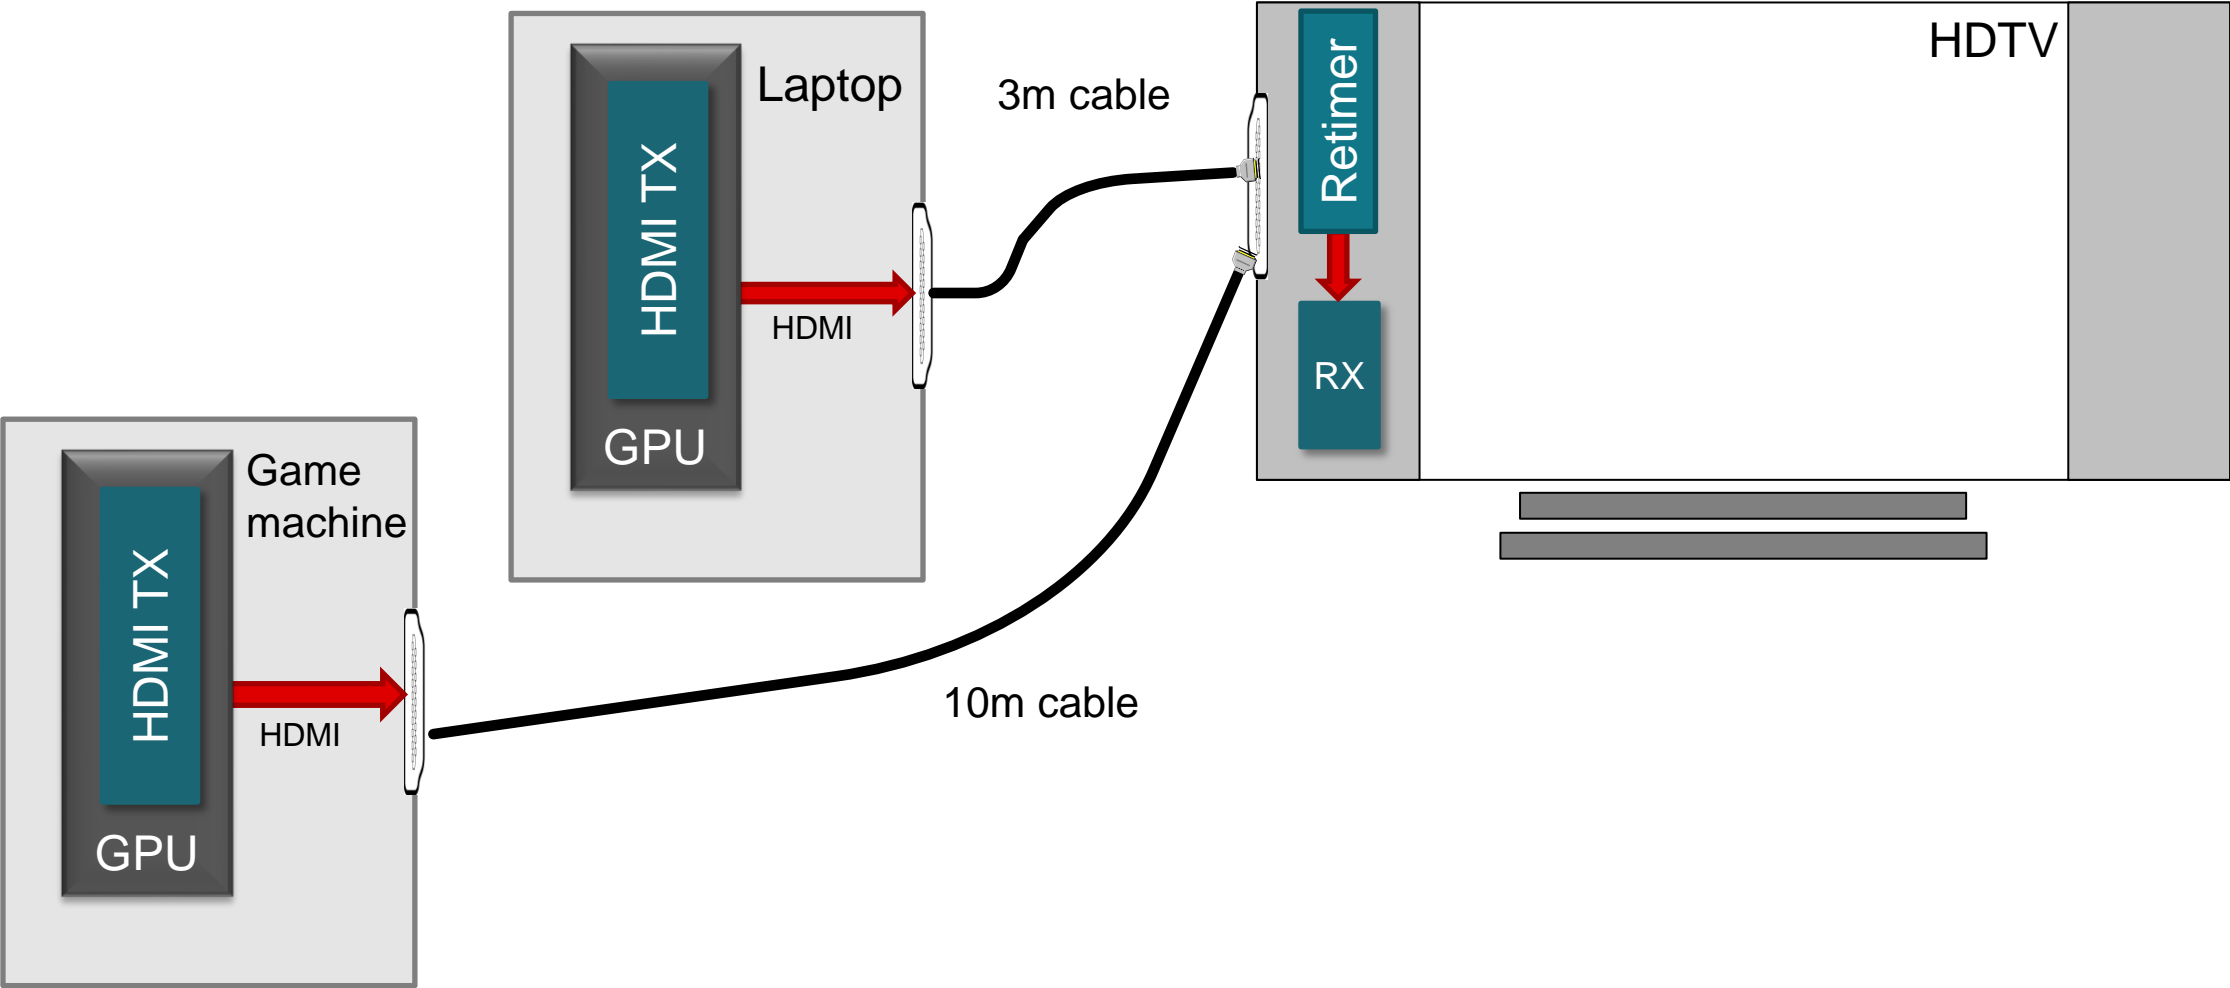 HDTV
Retimer
RX
3m cable
Laptop
HDMI TX
GPU
HDMI
Game
machine
HDMI TX
GPU
HDMI
10m cable